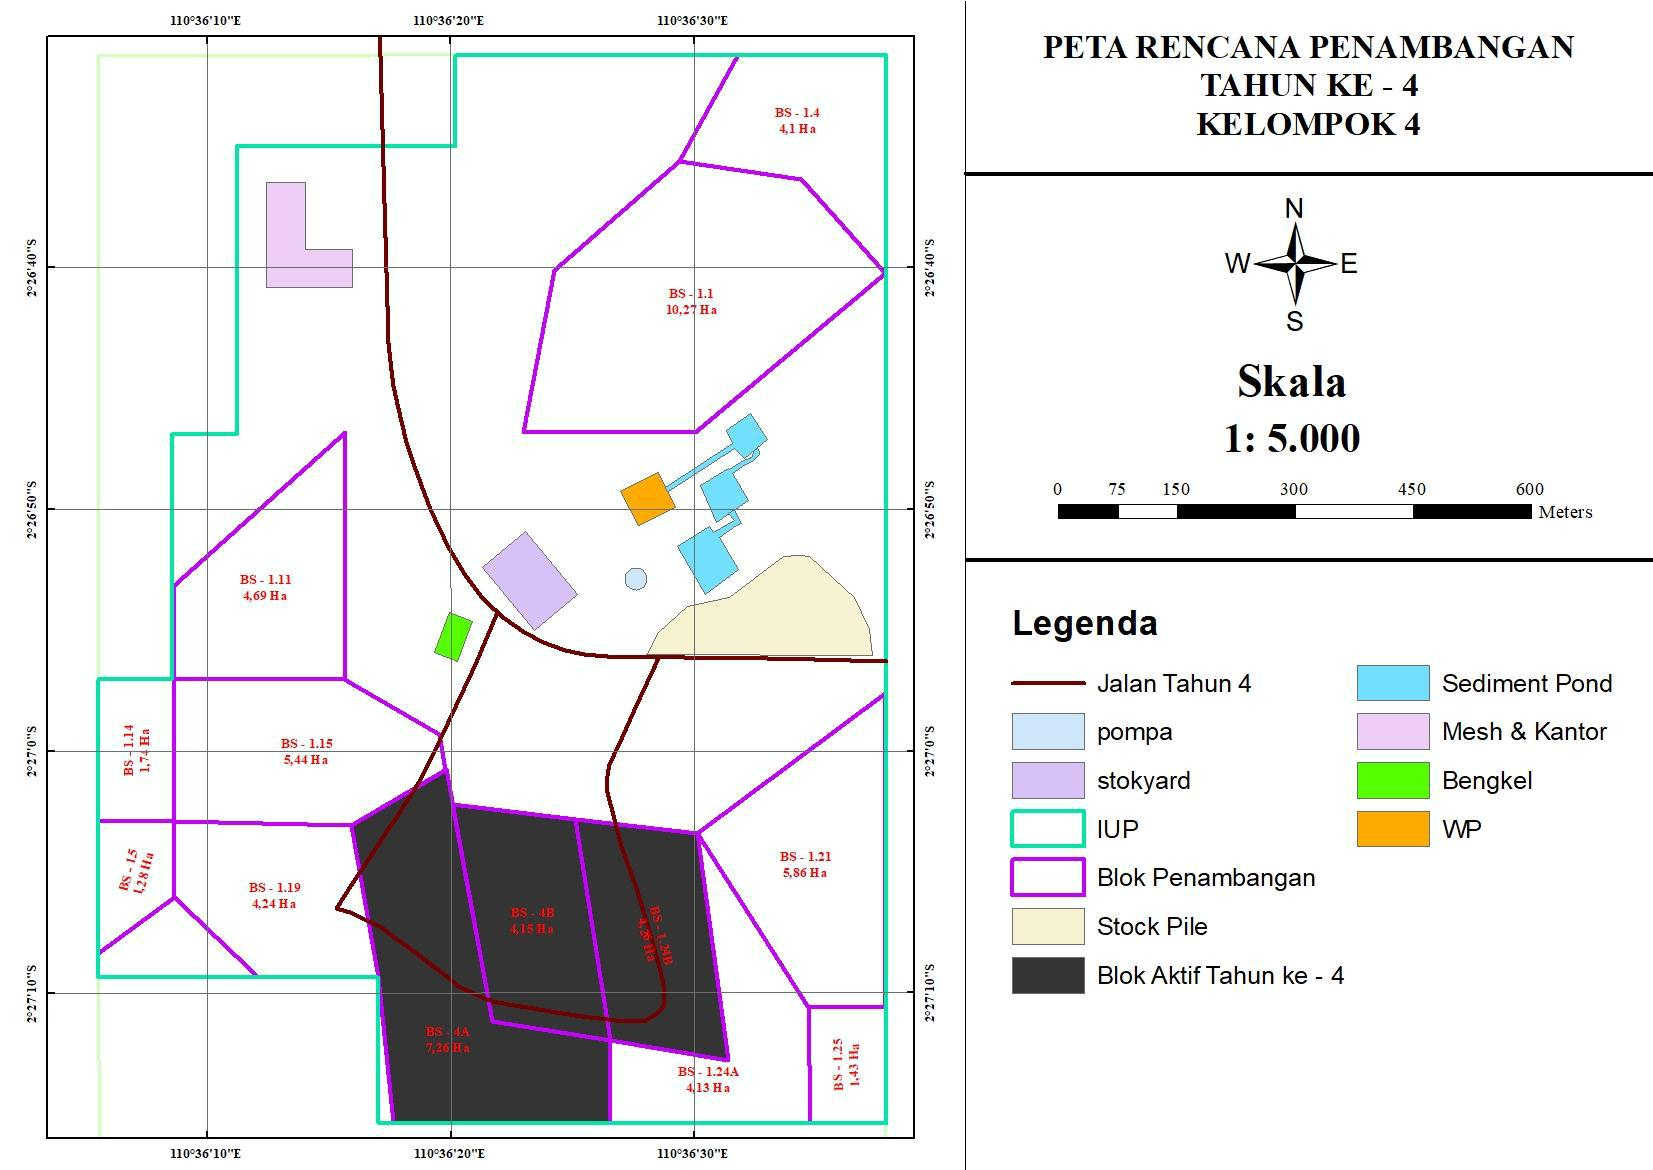 110°36'10"E
110°36'20"E
110°36'30"E
PETA RENCANA PENAMBANGAN
TAHUN KE - 4
KELOMPOK 4
BS - 1.4
4,1 Ha
N
W
E
S
2°26'40"S
2°26'40"S
BS - 1.1
10,27 Ha
Skala
1: 5.000
0
75
150
300
450
600
Meters
2°26'50"S
2°26'50"S
BS - 1.11
4,69 Ha
Legenda
Jalan Tahun 4
pompa
stokyard
IUP
Blok Penambangan
Stock Pile
Blok Aktif Tahun ke - 4
Sediment Pond
Mesh & Kantor
Bengkel
WP
2°27'0"S
2°27'0"S
BS - 1.14
1,74 Ha
BS - 1.15
5,44 Ha
BS - 1.5
1,28 Ha
BS - 1.19
4,24 Ha
BS - 4B
4,15 Ha
BS - 1.24B
4,26 Ha
BS - 1.21
5,86 Ha
2°27'10"S
2°27'10"S
BS - 4A
7,26 Ha
BS - 1.24A
4,13 Ha
BS - 1.25
1,43 Ha
110°36'10"E
110°36'20"E
110°36'30"E